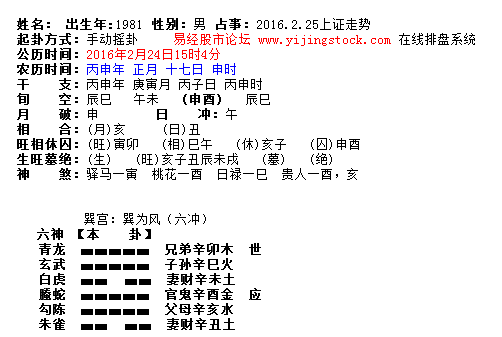 姓名： 出生年:1981 性别：男 占事：2016.2.25上证走势
起卦方式：手动摇卦 易经股市论坛 www.yijingstock.com 在线排盘系统
公历时间：2016年2月24日15时4分
农历时间：丙申年 正月 十七日 申时
干 支：丙申年 庚寅月 丙子日 丙申时
旬 空：辰巳 午未 (申酉) 辰巳
月 破：申 日 冲：午
相 合：(月)亥 (日)丑
旺相休囚：(旺)寅卯 (相)巳午 (休)亥子 (囚)申酉
生旺墓绝：(生) (旺)亥子丑辰未戌 (墓) (绝)
神 煞：驿马—寅 桃花—酉 日禄—巳 贵人—酉，亥
巽宫：巽为风（六冲）
六神 【本 卦】
青龙 兄弟辛卯木 世
玄武 子孙辛巳火
白虎 妻财辛未土
螣蛇 官鬼辛酉金 应
勾陈 父母辛亥水
朱雀 妻财辛丑土